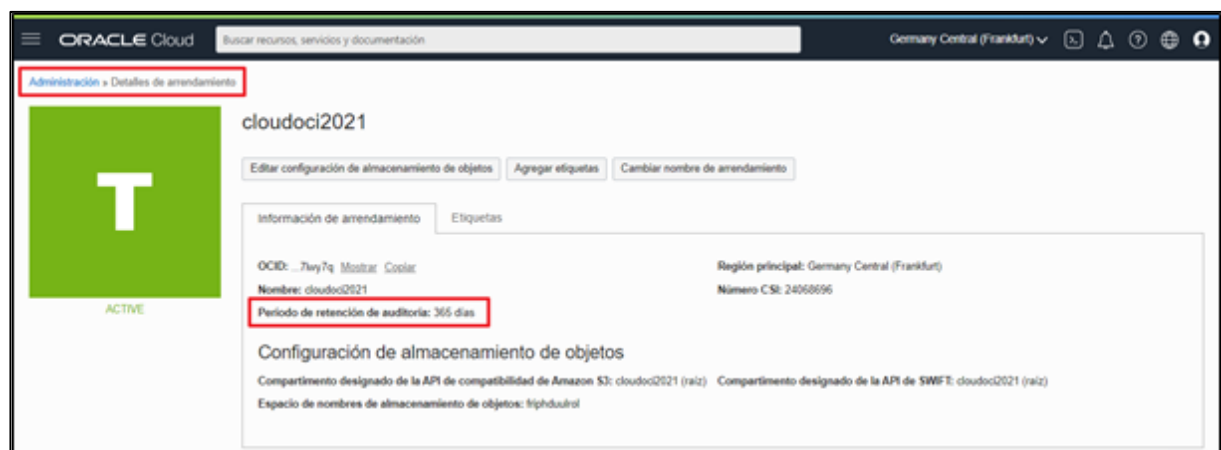 ORACLE Cloud
Buscar recursos, servicios y documentación
Germany Central (Frankfurt)
Administración » Detalles de arrendamiento
T
ACTIVE
cloudoci2021
Editar configuración de almacenamiento de objetos
Agregar etiquetas
Cambiar nombre de arrendamiento
Información de arrendamiento
Etiquetas
OCID: ...7lwy7q Mostrar Copiar
Región principal: Germany Central (Frankfurt)
Nombre: cloudoci2021
Número CSI: 24068696
Periodo de retención de auditoría: 365 días
Configuración de almacenamiento de objetos
Compartimento designado de la API de compatibilidad de Amazon S3: cloudoci2021 (raíz)
Compartimento designado de la API de SWIFT: cloudoci2021 (raíz)
Espacio de nombres de almacenamiento de objetos: